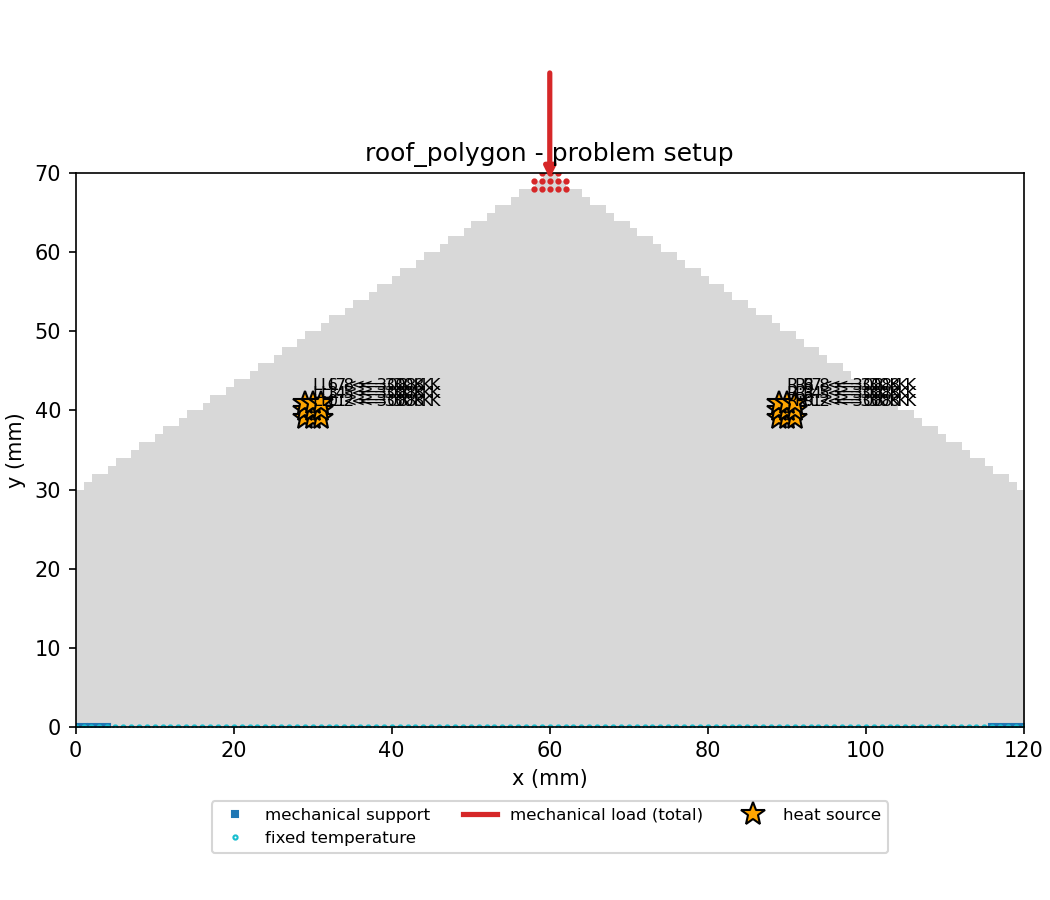 roof_polygon - problem setup
70
60
50
40
30
20
10
0
y (mm)
0 20 40 60 80 100 120
x (mm)
mechanical support
mechanical load (total)
heat source
fixed temperature